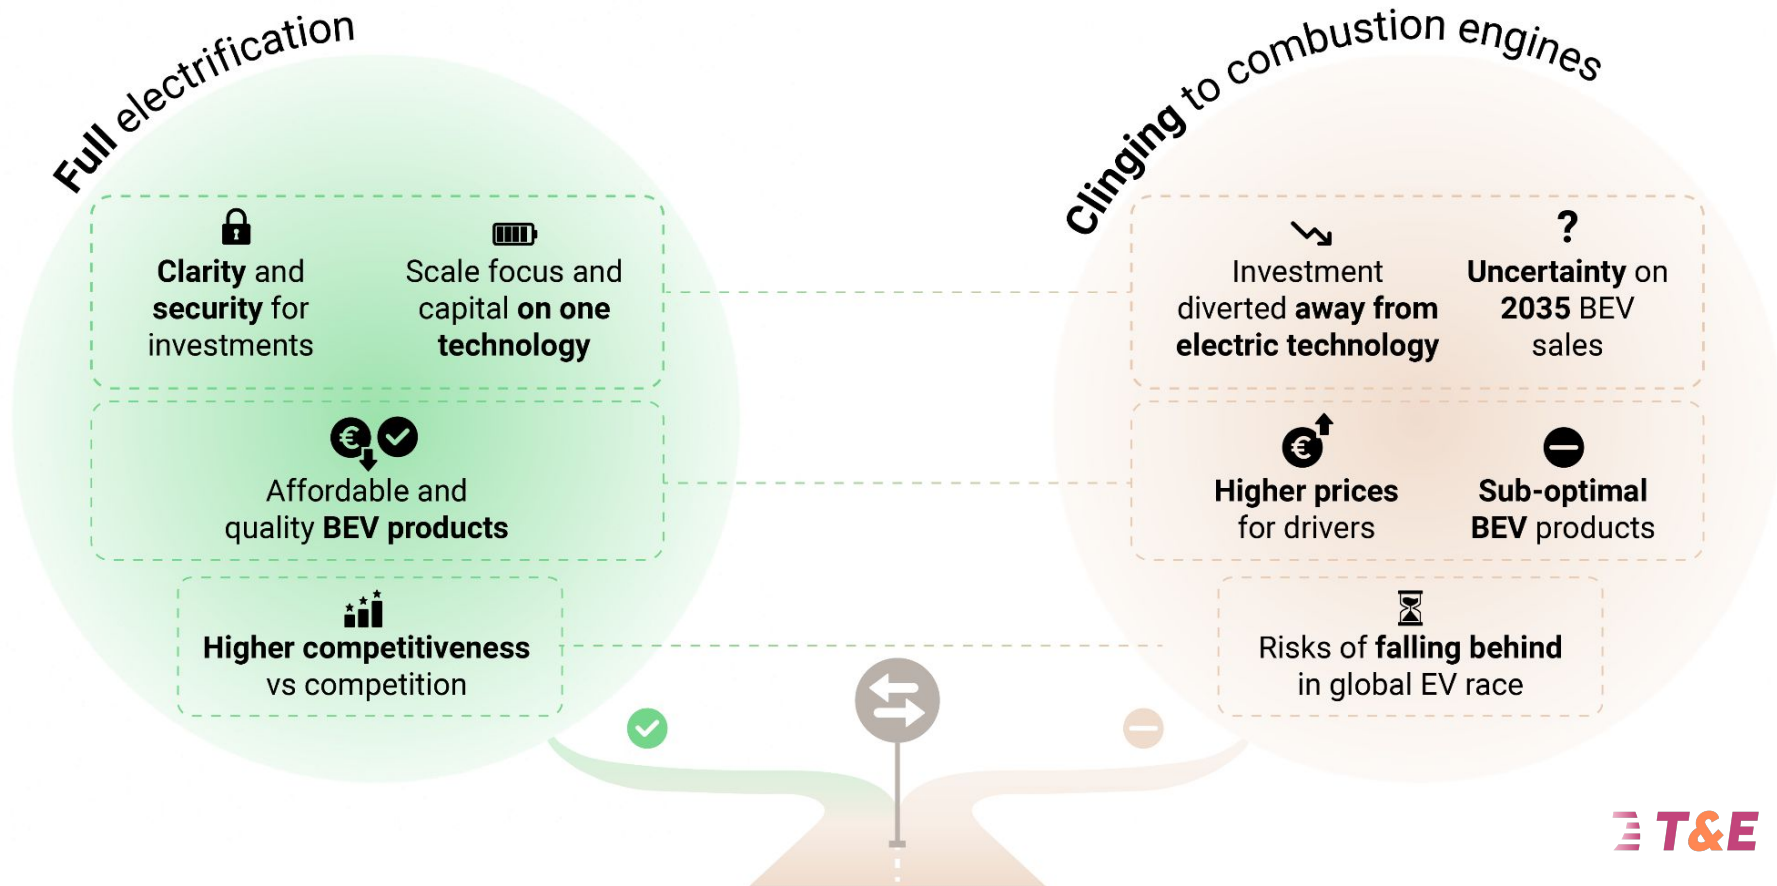 Full electrification
Clarity and
security for
investments
Scale focus and
capital on one
technology
Affordable and
quality BEV products
Higher competitiveness
vs competition
Clinging to combustion engines
Investment
diverted away from
electric technology
?
Uncertainty on
2035 BEV
sales
€
Higher prices
for drivers
Sub-optimal
BEV products
Risks of falling behind
in global EV race
€
T&E